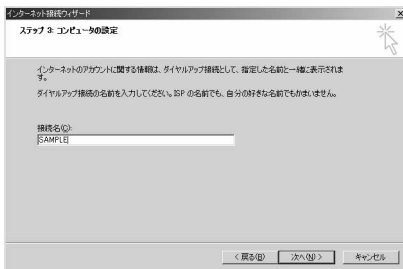 インターネット接続ウィザード
ステップ 3: コンピュータの設定
インターネットのアカウントに関する情報は、ダイヤルアップ接続として、指定した名前と一緒に表示されま
す。
ダイヤルアップ接続の名前を入力してください。ISP の名前でも、自分の好きな名前でもかまいません。
接続名(C):
SAMPLE
< 戻る(B)
次へ(N) >
キャンセル